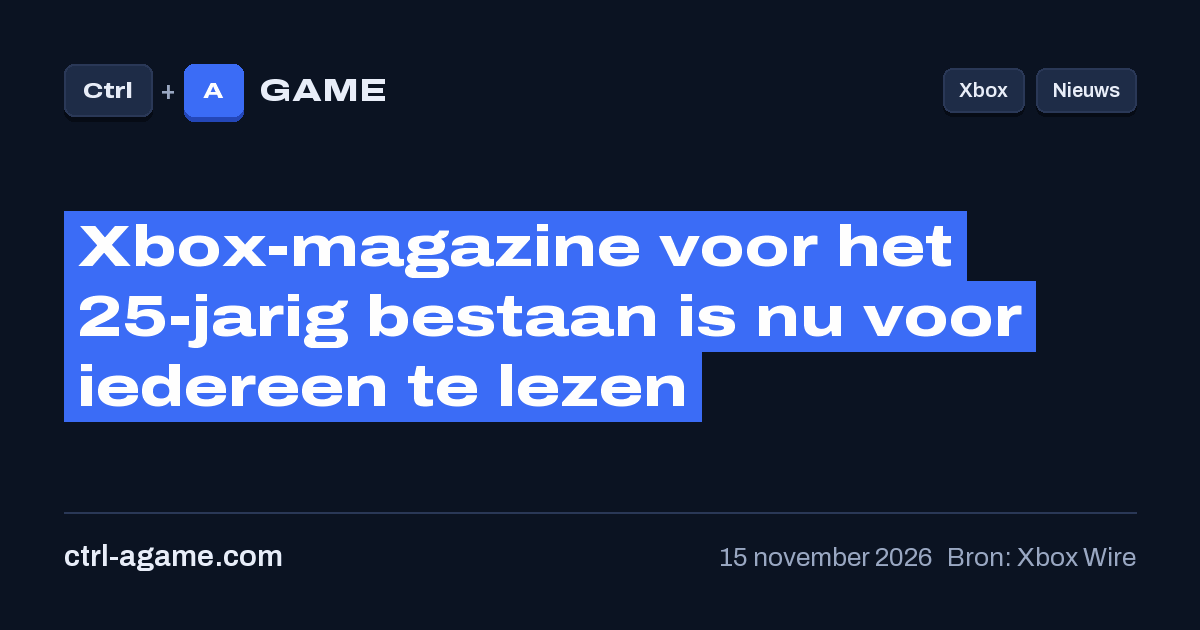 Ctrl + A GAME
Xbox Nieuws
Xbox-magazine voor het
25-jarig bestaan is nu voor
iedereen te lezen
ctrl-agame.com
15 november 2026 Bron: Xbox Wire